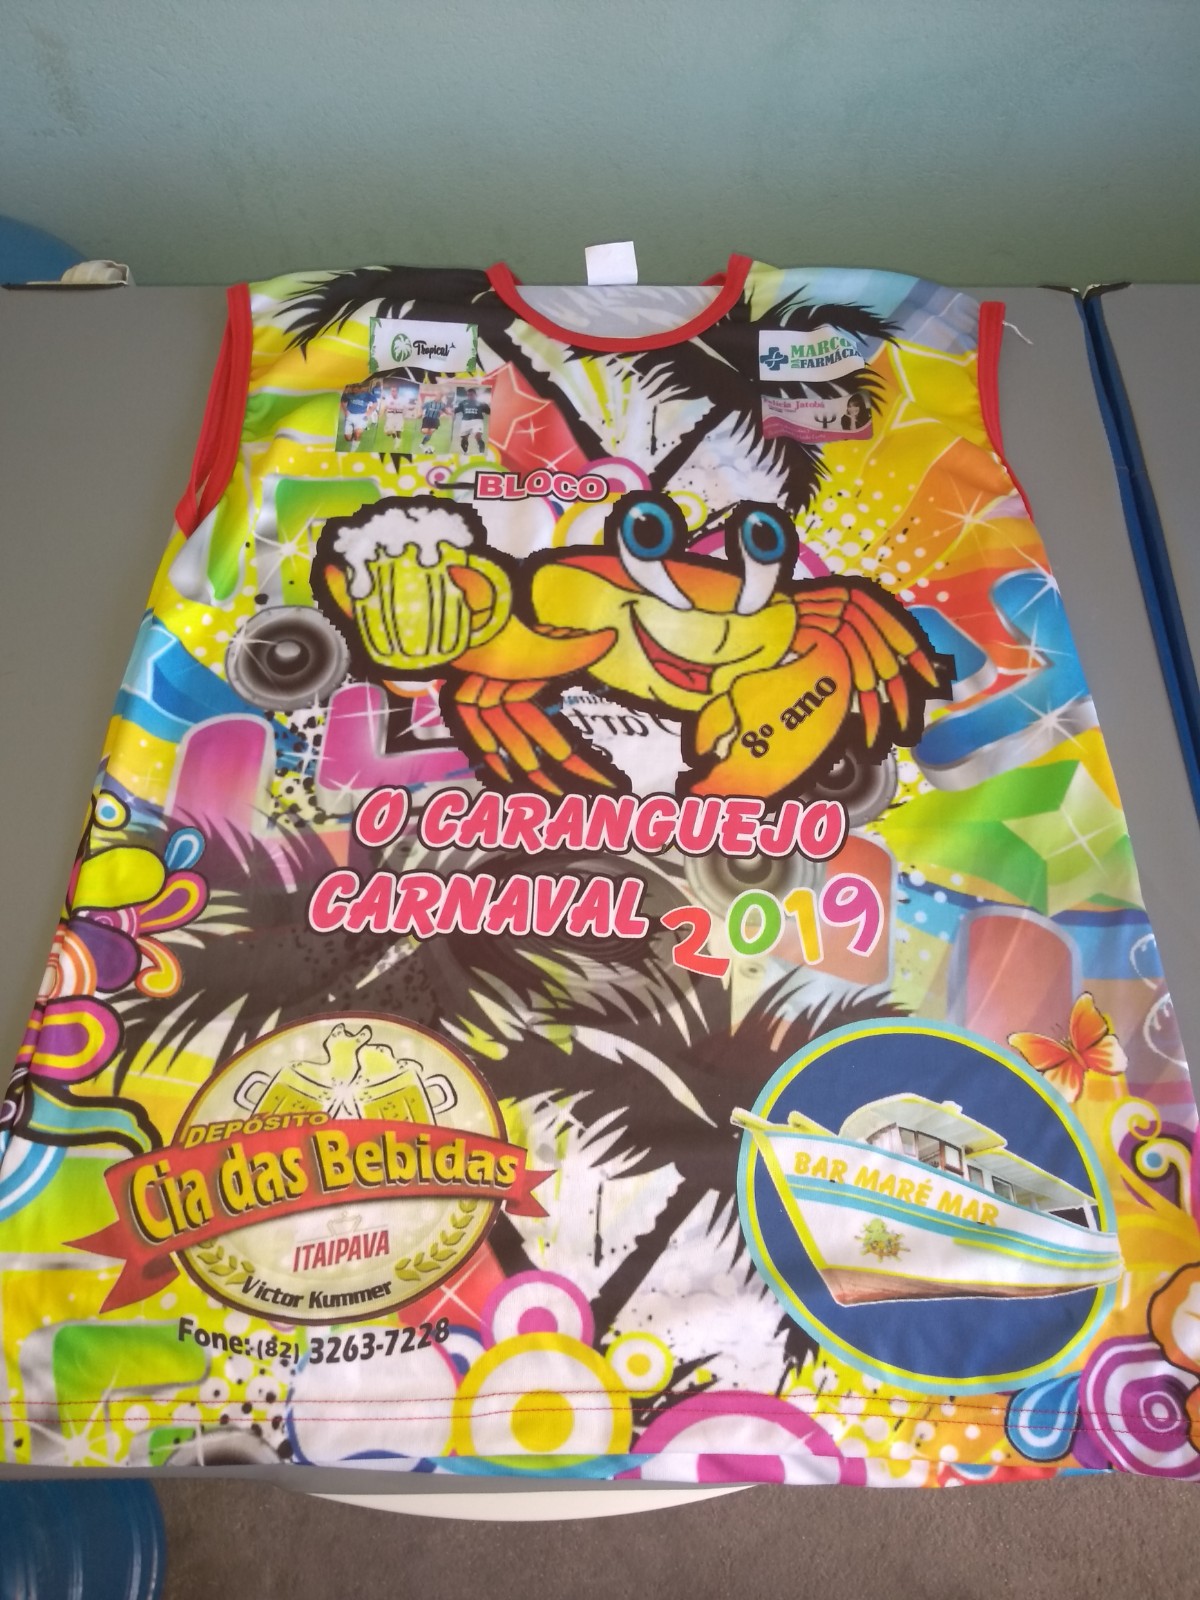 Tropical
MARCO
FARMÁCIA
Jatobá
BLOCO
8º ano
O CARANGUEJO
CARNAVAL 2019
DEPÓSITO
Cia das Bebidas
ITAIPAVA
Victor Kummer
Fone: (82) 3263-7228
BAR MARÉ MAR